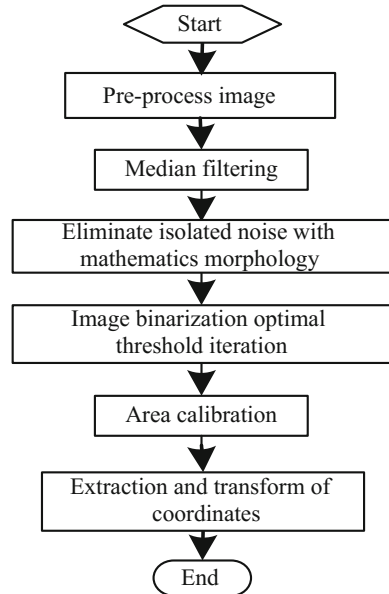 Start
Pre-process image
Median filtering
Eliminate isolated noise with
mathematics morphology
Image binarization optimal
threshold iteration
Area calibration
Extraction and transform of
coordinates
End